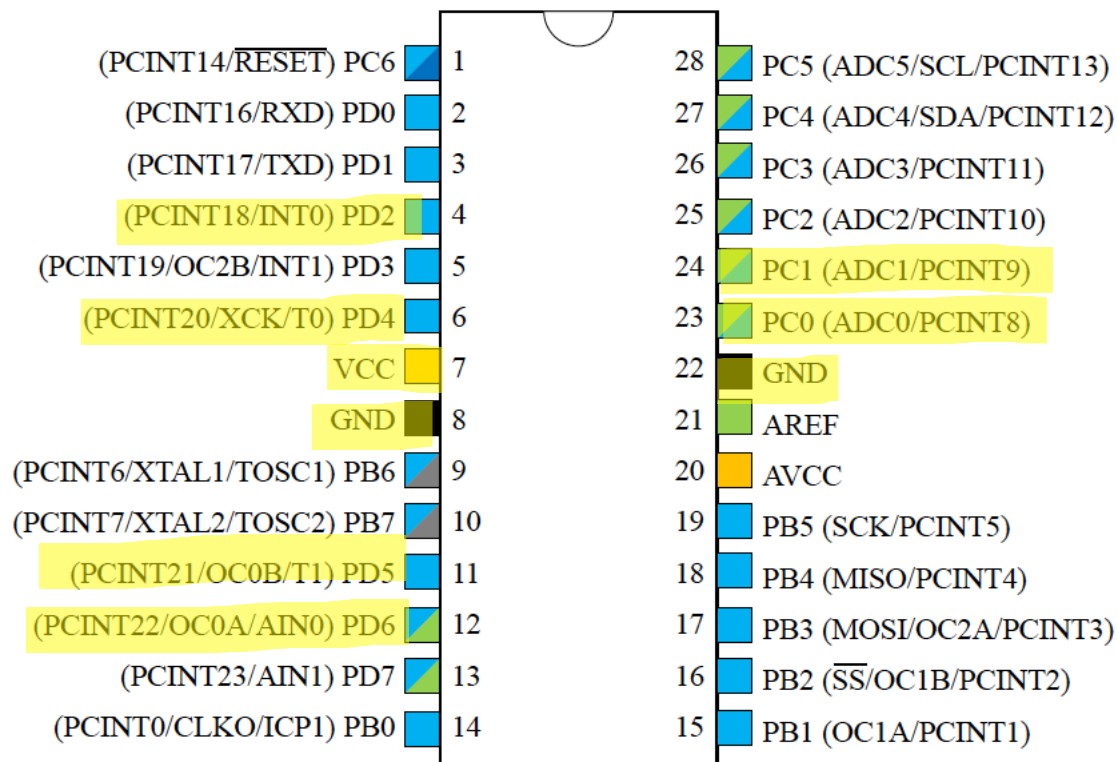 (PCINT14/RESET) PC6 1
(PCINT16/RXD) PD0 2
(PCINT17/TXD) PD1 3
(PCINT18/INT0) PD2 4
(PCINT19/OC2B/INT1) PD3 5
(PCINT20/XCK/T0) PD4 6
VCC 7
GND 8
(PCINT6/XTAL1/TOSC1) PB6 9
(PCINT7/XTAL2/TOSC2) PB7 10
(PCINT21/OC0B/T1) PD5 11
(PCINT22/OC0A/AIN0) PD6 12
(PCINT23/AIN1) PD7 13
(PCINT0/CLKO/ICP1) PB0 14
28 PC5 (ADC5/SCL/PCINT13)
27 PC4 (ADC4/SDA/PCINT12)
26 PC3 (ADC3/PCINT11)
25 PC2 (ADC2/PCINT10)
24 PC1 (ADC1/PCINT9)
23 PC0 (ADC0/PCINT8)
22 GND
21 AREF
20 AVCC
19 PB5 (SCK/PCINT5)
18 PB4 (MISO/PCINT4)
17 PB3 (MOSI/OC2A/PCINT3)
16 PB2 (SS/OC1B/PCINT2)
15 PB1 (OC1A/PCINT1)